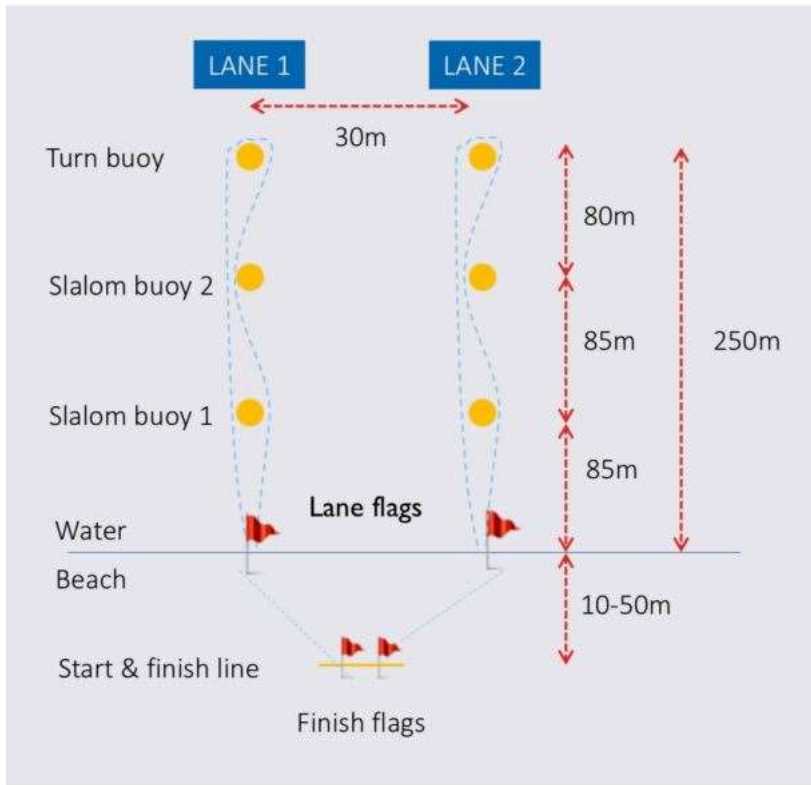 LANE 1
LANE 2
30m
Turn buoy
80m
Slalom buoy 2
85m
250m
Slalom buoy 1
85m
Lane flags
Water
Beach
10-50m
Start & finish line
Finish flags